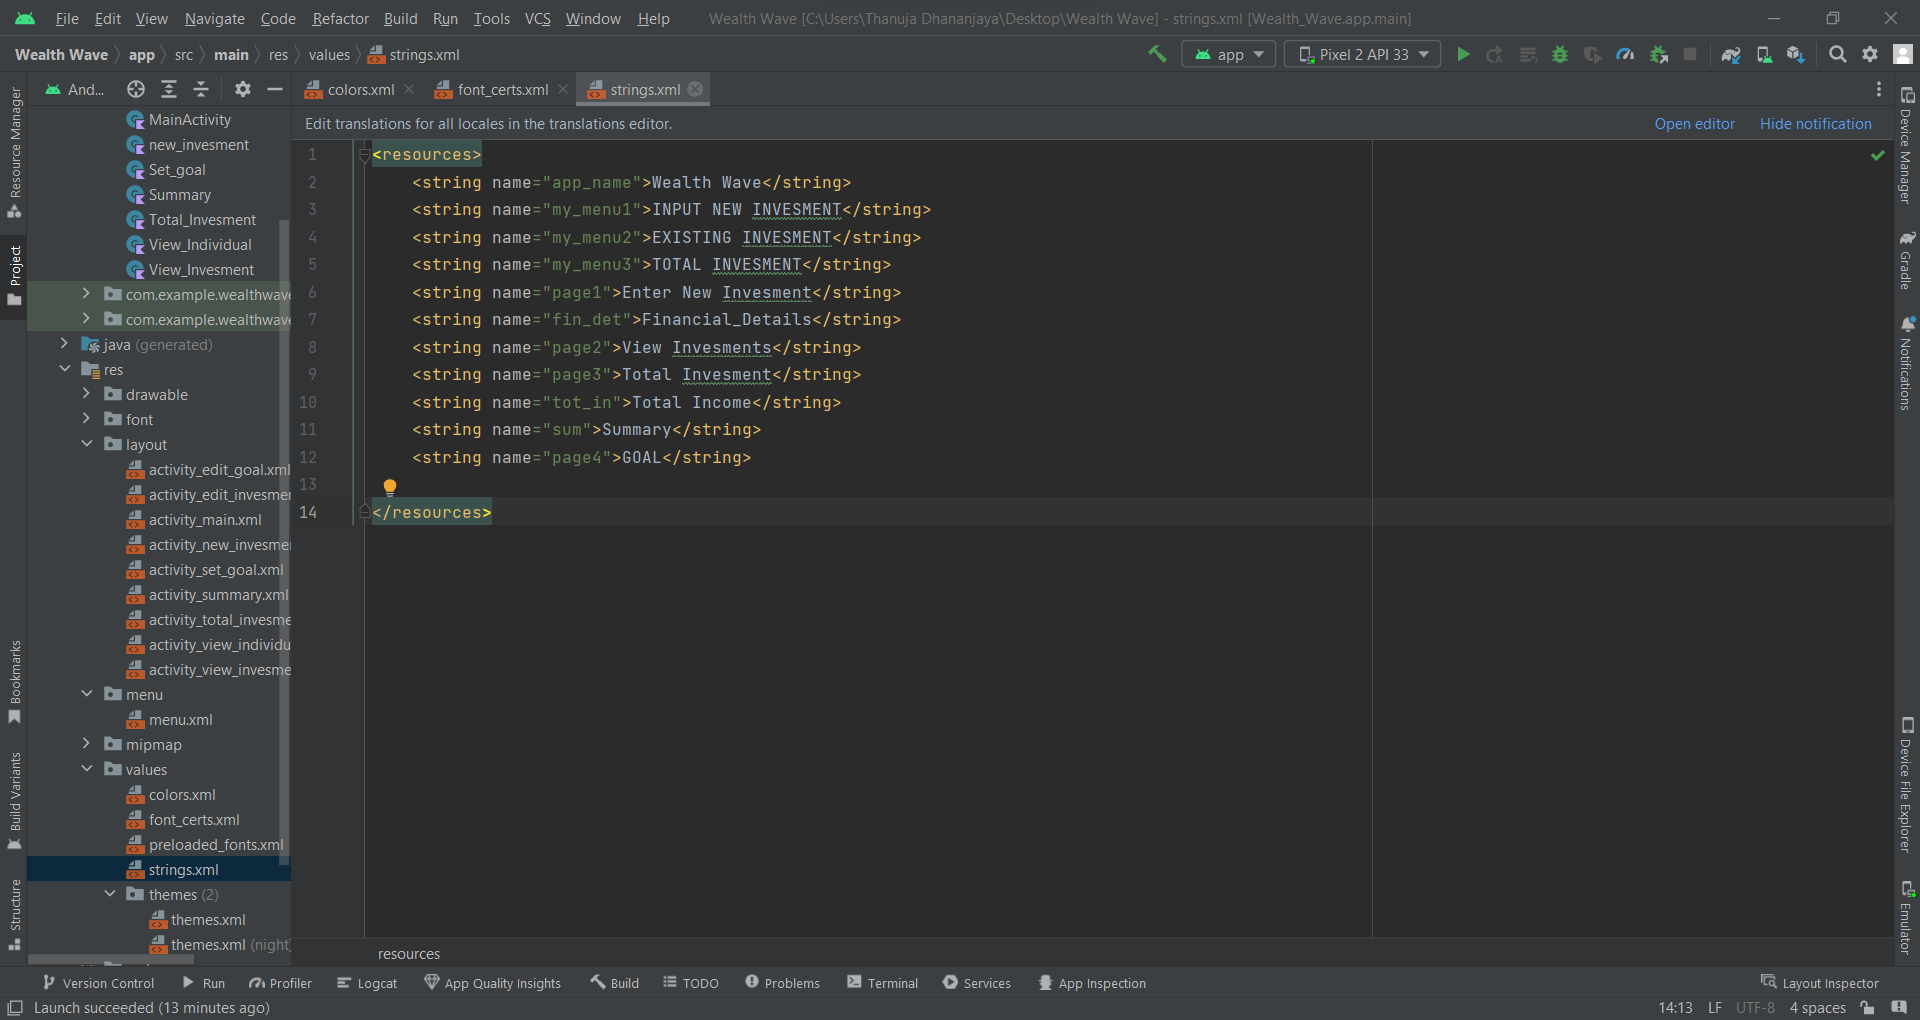 File Edit View Navigate Code Refactor Build Run Tools VCS Window Help Wealth Wave [C:\Users\Thanuja Dhananjaya\Desktop\Wealth Wave] - strings.xml [Wealth_Wave.app.main]
Wealth Wave app src main res values strings.xml app Pixel 2 API 33
And... colors.xml font_certs.xml strings.xml
Edit translations for all locales in the translations editor. Open editor Hide notification
Resource Manager
Project
Bookmarks
Build Variants
Structure
MainActivity
new_invesment
Set_goal
Summary
Total_Invesment
View_Individual
View_Invesment
com.example.wealthwave
com.example.wealthwave
java (generated)
res
drawable
font
layout
activity_edit_goal.xml
activity_edit_invesmen
activity_main.xml
activity_new_invesme
activity_set_goal.xml
activity_summary.xml
activity_total_invesme
activity_view_individu
activity_view_invesme
menu
menu.xml
mipmap
values
colors.xml
font_certs.xml
preloaded_fonts.xml
strings.xml
themes (2)
themes.xml
themes.xml (night)
1 <resources>
2 <string name="app_name">Wealth Wave</string>
3 <string name="my_menu1">INPUT NEW INVESMENT</string>
4 <string name="my_menu2">EXISTING INVESMENT</string>
5 <string name="my_menu3">TOTAL INVESMENT</string>
6 <string name="page1">Enter New Invesment</string>
7 <string name="fin_det">Financial_Details</string>
8 <string name="page2">View Invesments</string>
9 <string name="page3">Total Invesment</string>
10 <string name="tot_in">Total Income</string>
11 <string name="sum">Summary</string>
12 <string name="page4">GOAL</string>
13
14 </resources>
resources
Device Manager
Gradle
Notifications
Device File Explorer
Emulator
Version Control Run Profiler Logcat App Quality Insights Build TODO Problems Terminal Services App Inspection Layout Inspector
Launch succeeded (13 minutes ago) 14:13 LF UTF-8 4 spaces